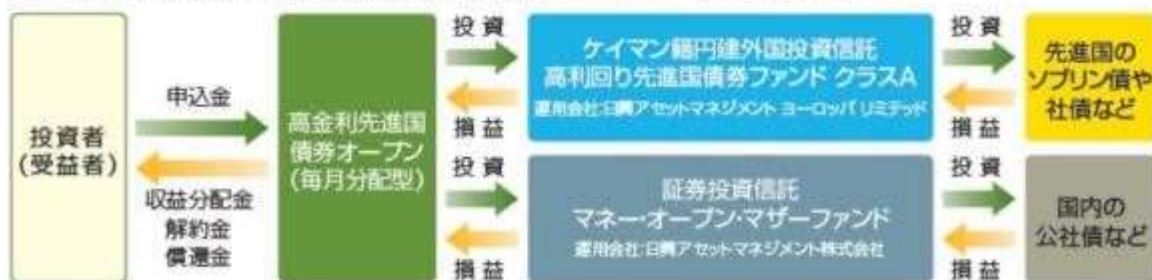 投資者
(受益者)
申込金
収益分配金
解約金
償還金
高金利先進国
債券オープン
(毎月分配型)
投資
損益
投資
損益
ケイマン籍円建外国投資信託
高利回り先進国債券ファンド クラスA
運用会社:日興アセットマネジメント ヨーロッパ リミテッド
証券投資信託
マネー・オープン・マザーファンド
運用会社:日興アセットマネジメント株式会社
投資
損益
投資
損益
先進国の
ソブリン債や
社債など
国内の
公社債など